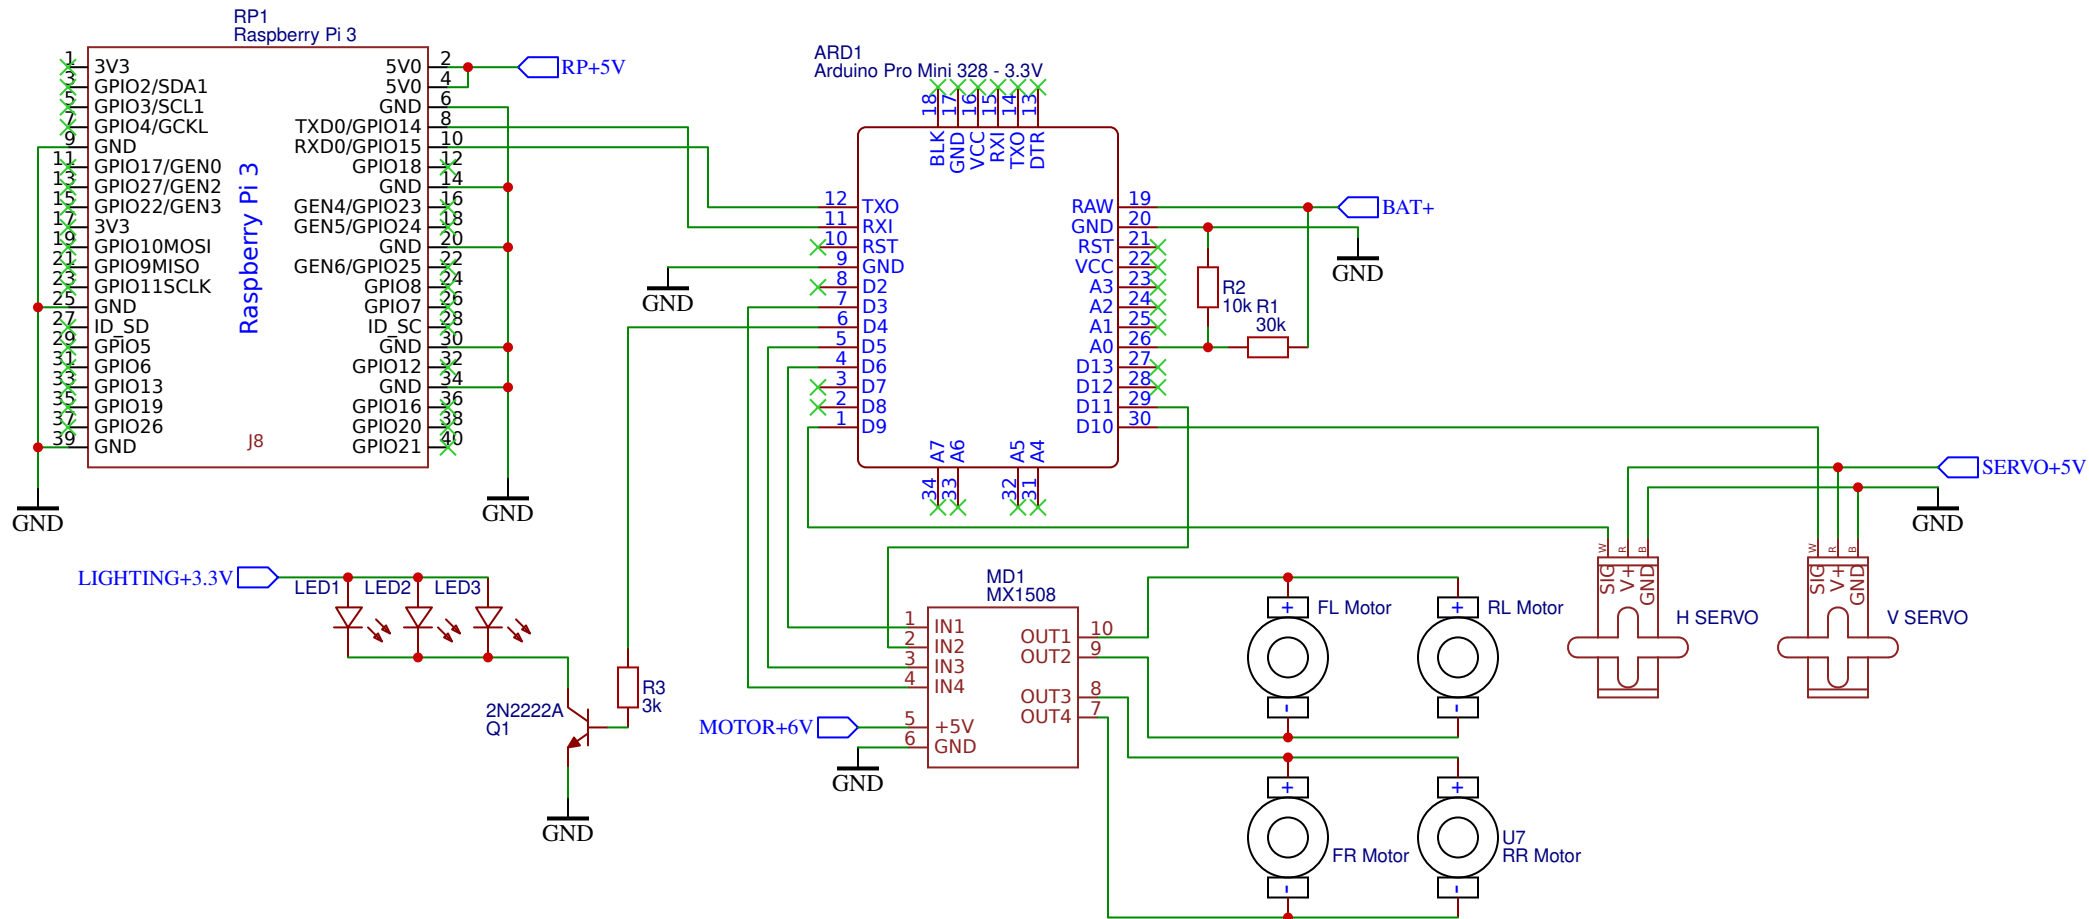 RP1
Raspberry Pi 3
1 3V3
3 GPIO2/SDA1
5 GPIO3/SCL1
7 GPIO4/GCKL
9 GND
11 GPIO17/GEN0
13 GPIO27/GEN2
15 GPIO22/GEN3
17 3V3
19 GPIO10MOSI
21 GPIO9MISO
23 GPIO11SCLK
25 GND
27 ID_SD
29 GPIO5
31 GPIO6
33 GPIO13
35 GPIO19
37 GPIO26
39 GND
Raspberry Pi 3
J8
5V0 2
5V0 4
GND 6
TXD0/GPIO14 8
RXD0/GPIO15 10
GPIO18 12
GND 14
GEN4/GPIO23 16
GEN5/GPIO24 18
GND 20
GEN6/GPIO25 22
GPIO8 24
GPIO7 26
ID_SC 28
GND 30
GPIO12 32
GND 34
GPIO16 36
GPIO20 38
GPIO21 40
RP+5V
GND
GND
ARD1
Arduino Pro Mini 328 - 3.3V
18 17 16 15 14 13
BLK GND VCC RXI TXO DTR
12 TXO
11 RXI
10 RST
9 GND
8 D2
7 D3
6 D4
5 D5
4 D6
3 D7
2 D8
1 D9
RAW 19
GND 20
RST 21
VCC 22
A3 23
A2 24
A1 25
A0 26
D13 27
D12 28
D11 29
D10 30
A7 A6 A5 A4
34 33 32 31
GND
BAT+
GND
R2
10k
R1
30k
SERVO+5V
GND
W R B
SIG V+ GND
H SERVO
W R B
SIG V+ GND
V SERVO
LIGHTING+3.3V
LED1 LED2 LED3
R3
3k
2N2222A
Q1
GND
MD1
MX1508
1 IN1
2 IN2
3 IN3
4 IN4
5 +5V
6 GND
OUT1 10
OUT2 9
OUT3 8
OUT4 7
MOTOR+6V
GND
+ FL Motor
-
+ RL Motor
-
+
FR Motor
-
+
U7
RR Motor
-